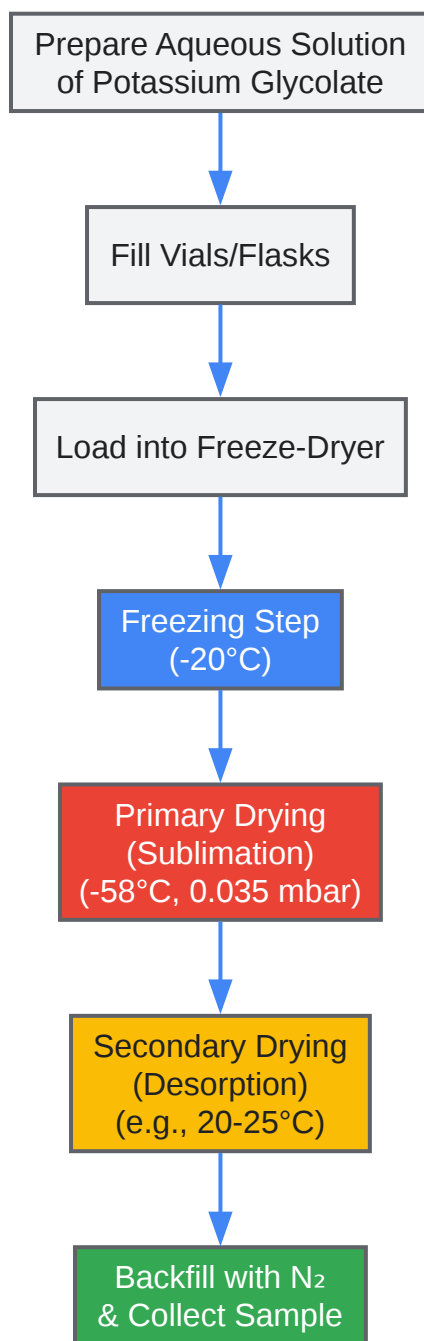 Prepare Aqueous Solution
of Potassium Glycolate
Fill Vials/Flasks
Load into Freeze-Dryer
Freezing Step
(-20°C)
Primary Drying
(Sublimation)
(-58°C, 0.035 mbar)
Secondary Drying
(Desorption)
(e.g., 20-25°C)
Backfill with N₂
& Collect Sample